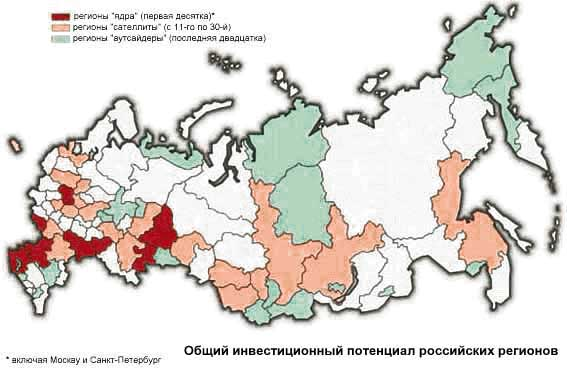 регионы "ядра" (первая десятка)*
регионы "сателлиты" (с 11-го по 30-й)
регионы "аутсайдеры" (последняя двадцатка)
Общий инвестиционный потенциал российских регионов
* включая Москву и Санкт-Петербург